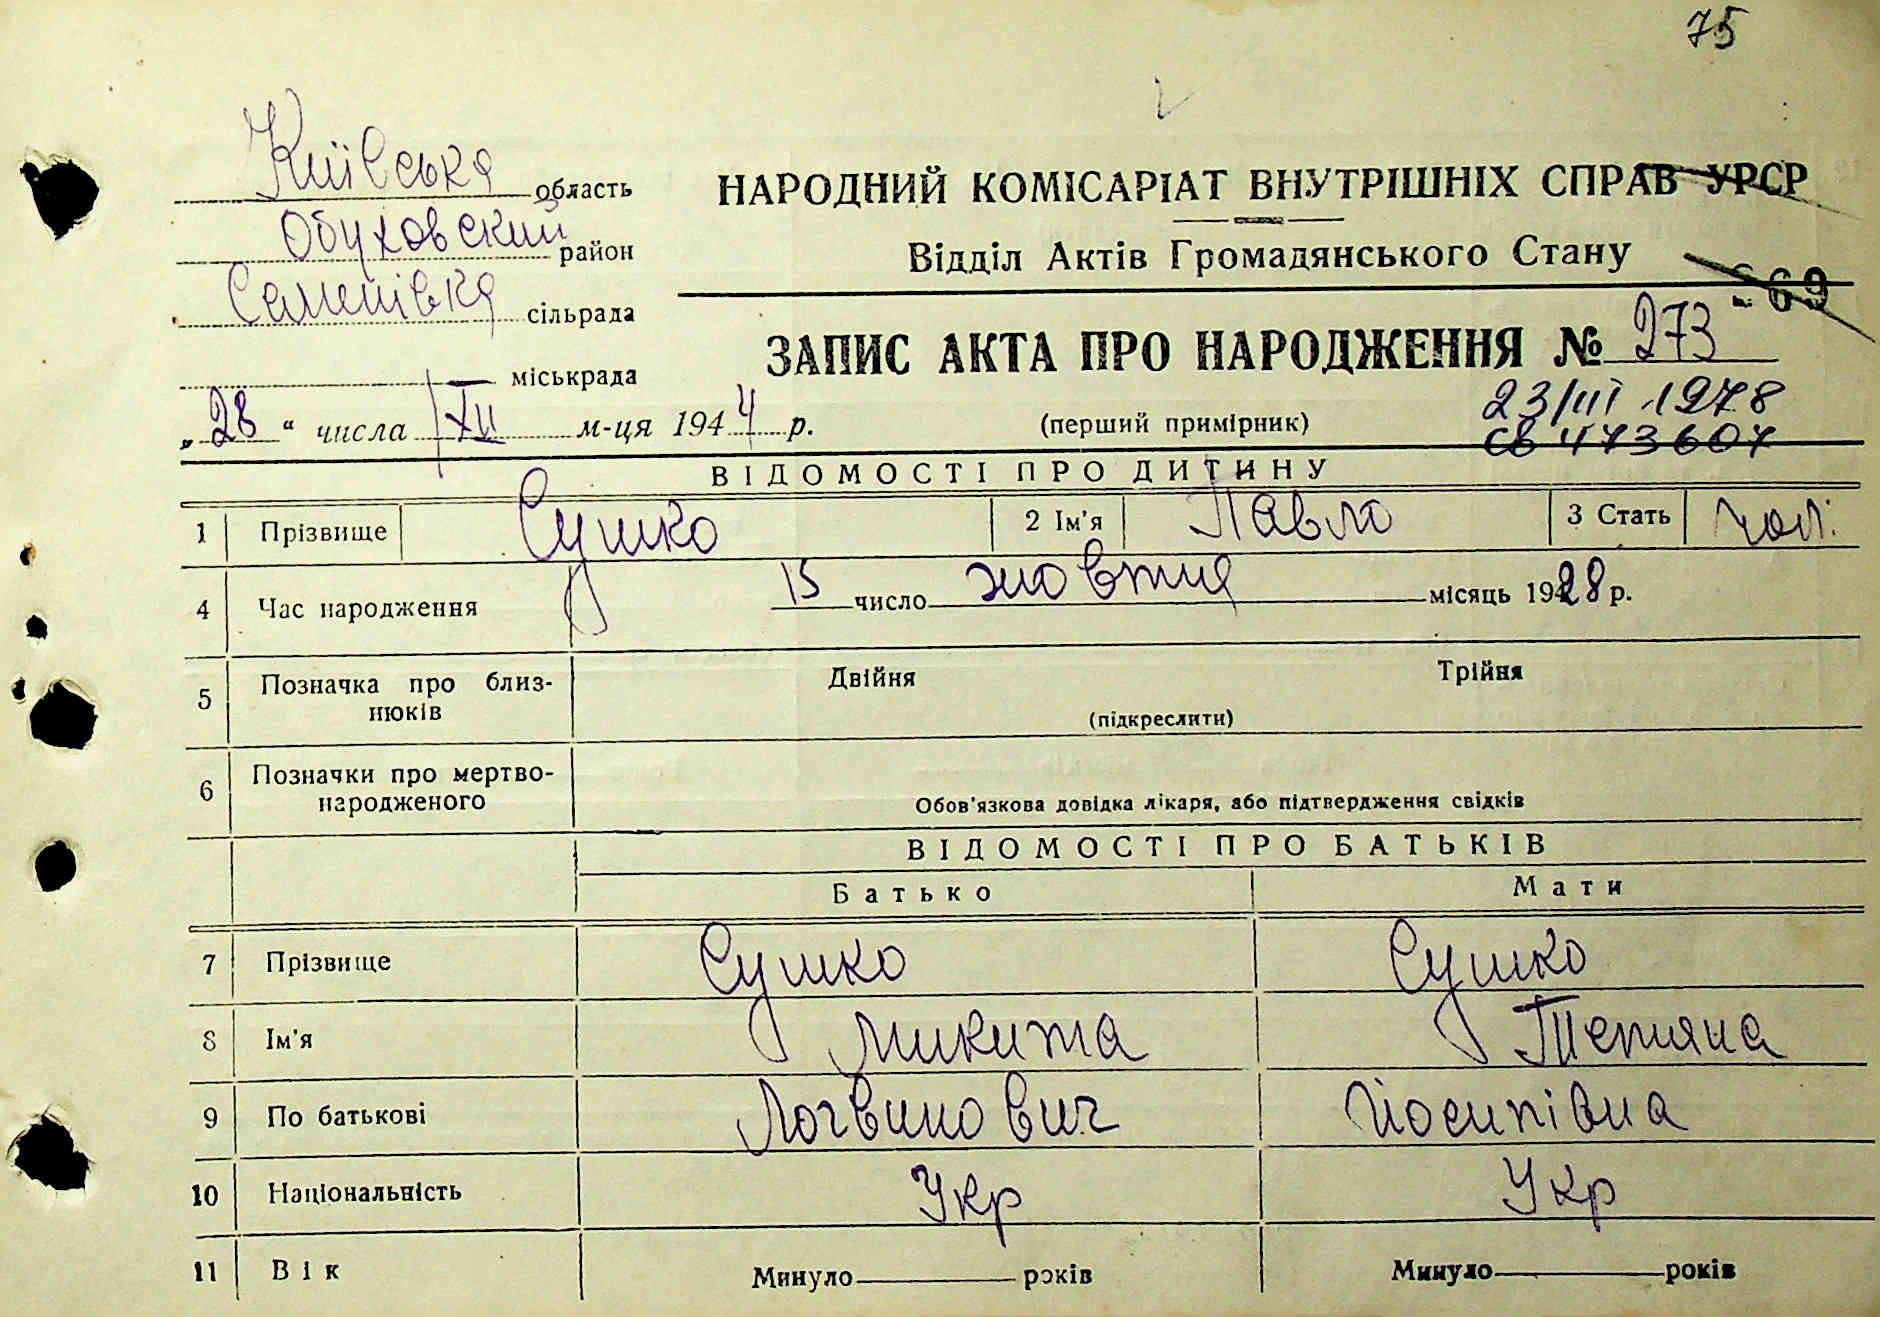 75
Київська область
Обуховский район
Семенівка сільрада
міськрада
"28" числа XII м-ця 1944 р.
НАРОДНИЙ КОМІСАРІАТ ВНУТРІШНІХ СПРАВ УРСР
Відділ Актів Громадянського Стану
69
ЗАПИС АКТА ПРО НАРОДЖЕННЯ № 273
(перший примірник)
23/III 1978
св 473607
ВІДОМОСТІ ПРО ДИТИНУ
1 Прізвище Сушко 2 Ім'я Павло 3 Стать чол.
4 Час народження 15 число жовтня місяць 1928 р.
5 Позначка про близнюків Двійня Трійня
(підкреслити)
6 Позначки про мертвонародженого
Обов'язкова довідка лікаря, або підтвердження свідків
ВІДОМОСТІ ПРО БАТЬКІВ
Батько Мати
7 Прізвище Сушко Сушко
8 Ім'я Микита Тетяна
9 По батькові Логвинович Йосипівна
10 Національність Укр Укр
11 Вік Минуло років Минуло років